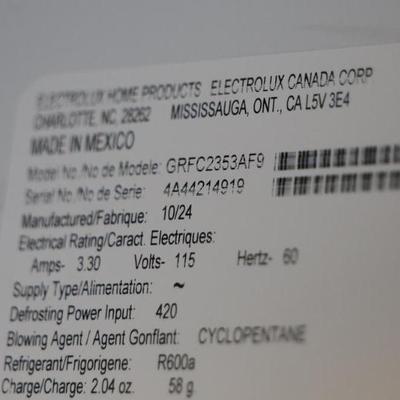 ELECTROLUX HOME PRODUCTS ELECTROLUX CANADA CORP
CHARLOTTE, NC 28262 MISSISSAUGA, ONT., CA L5V 3E4
MADE IN MEXICO
Model No./No de Modele: GRFC2353AF9
Serial No./No de Serie: 4A44214919
Manufactured/Fabrique: 10/24
Electrical Rating/Caract. Electriques:
Amps- 3.30 Volts- 115 Hertz- 60
Supply Type/Alimentation: ~
Defrosting Power Input: 420
Blowing Agent / Agent Gonflant: CYCLOPENTANE
Refrigerant/Frigorigene: R600a
Charge/Charge: 2.04 oz. 58 g